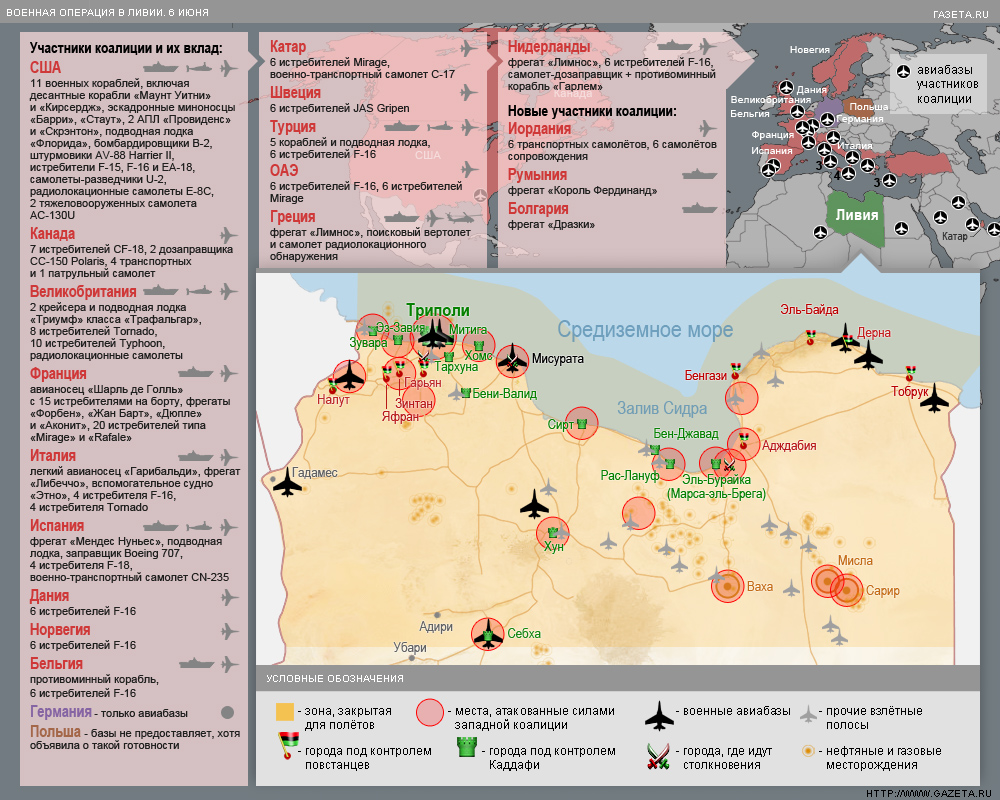 ВОЕННАЯ ОПЕРАЦИЯ В ЛИВИИ. 6 ИЮНЯ
ГАЗЕТА.RU
Участники коалиции и их вклад:
США
11 военных кораблей, включая
десантные корабли «Маунт Уитни»
и «Кирсердж», эскадронные миноносцы
«Барри», «Стаут», 2 АПЛ «Провиденс»
и «Скрэнтон», подводная лодка
«Флорида», бомбардировщики B-2,
штурмовики AV-88 Harrier II,
истребители F-15, F-16 и EA-18,
самолеты-разведчики U-2,
радиолокационные самолеты E-8C,
2 тяжеловооруженных самолета
AC-130U
Канада
7 истребителей CF-18, 2 дозаправщика
CC-150 Polaris, 4 транспортных
и 1 патрульный самолет
Великобритания
2 крейсера и подводная лодка
«Триумф» класса «Трафальгар»,
8 истребителей Tornado,
10 истребителей Typhoon,
радиолокационные самолеты
Франция
авианосец «Шарль де Голль»
с 15 истребителями на борту, фрегаты
«Форбен», «Жан Барт», «Дюпле»
и «Аконит», 20 истребителей типа
«Mirage» и «Rafale»
Италия
легкий авианосец «Гарибальди», фрегат
«Либеччо», вспомогательное судно
«Этно», 4 истребителя F-16,
4 истребителя Tornado
Испания
фрегат «Мендес Нуньес», подводная
лодка, заправщик Boeing 707,
4 истребителя F-18,
военно-транспортный самолет CN-235
Дания
6 истребителей F-16
Норвегия
6 истребителей F-16
Бельгия
противоминный корабль,
6 истребителей F-16
Германия - только авиабазы
Польша - базы не предоставляет, хотя
объявила о такой готовности
Катар
6 истребителей Mirage,
военно-транспортный самолет C-17
Швеция
6 истребителей JAS Gripen
Турция
5 кораблей и подводная лодка,
6 истребителей F-16
США
ОАЭ
6 истребителей F-16, 6 истребителей
Mirage
Греция
фрегат «Лимнос», поисковый вертолет
и самолет радиолокационного
обнаружения
Нидерланды
фрегат «Лимнос», 6 истребителей F-16,
самолет-дозаправщик + противоминный
корабль «Гарлем»
Новые участники коалиции:
Иордания
6 транспортных самолётов, 6 самолётов
сопровождения
Румыния
фрегат «Король Фердинанд»
Болгария
фрегат «Дразки»
Новегия
авиабазы
участников
коалиции
Дания
Великобритания
Польша
Бельгия
Германия
Франция
Италия
Испания
3
4
3
Ливия
Катар
Триполи
Эз-Завия
Митига
Зувара
Хомс
Мисурата
Тархуна
Гарьян
Налут
Зинтан
Яфран
Бени-Валид
Средиземное море
Эль-Байда
Дерна
Бенгази
Тобрук
Залив Сидра
Сирт
Бен-Джавад
Адждабия
Рас-Лануф
Эль-Бурайка
(Марса-эль-Брега)
Гадамес
Хун
Мисла
Ваха
Сарир
Адири
Себха
Убари
УСЛОВНЫЕ ОБОЗНАЧЕНИЯ
- зона, закрытая
для полётов
- места, атакованные силами
западной коалиции
- военные авиабазы
- прочие взлётные
полосы
- города под контролем
повстанцев
- города под контролем
Каддафи
- города, где идут
столкновения
- нефтяные и газовые
месторождения
HTTP://WWW.GAZETA.RU